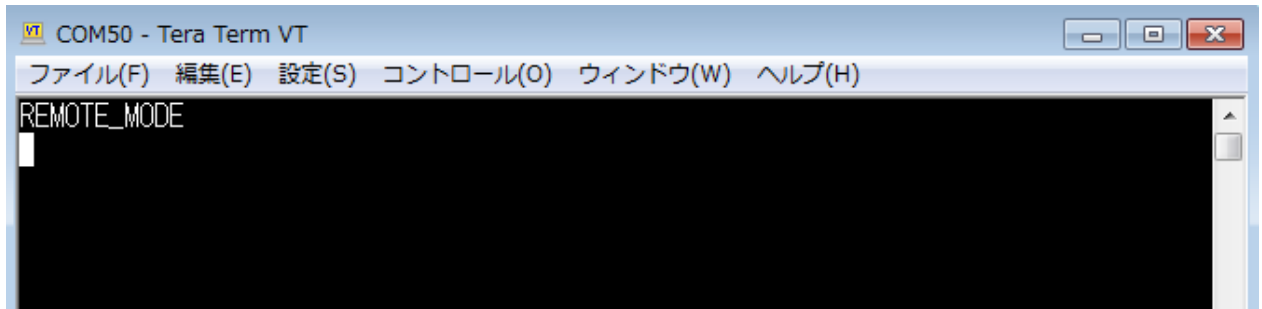 VT COM50 - Tera Term VT
ファイル(F) 編集(E) 設定(S) コントロール(O) ウィンドウ(W) ヘルプ(H)
REMOTE_MODE